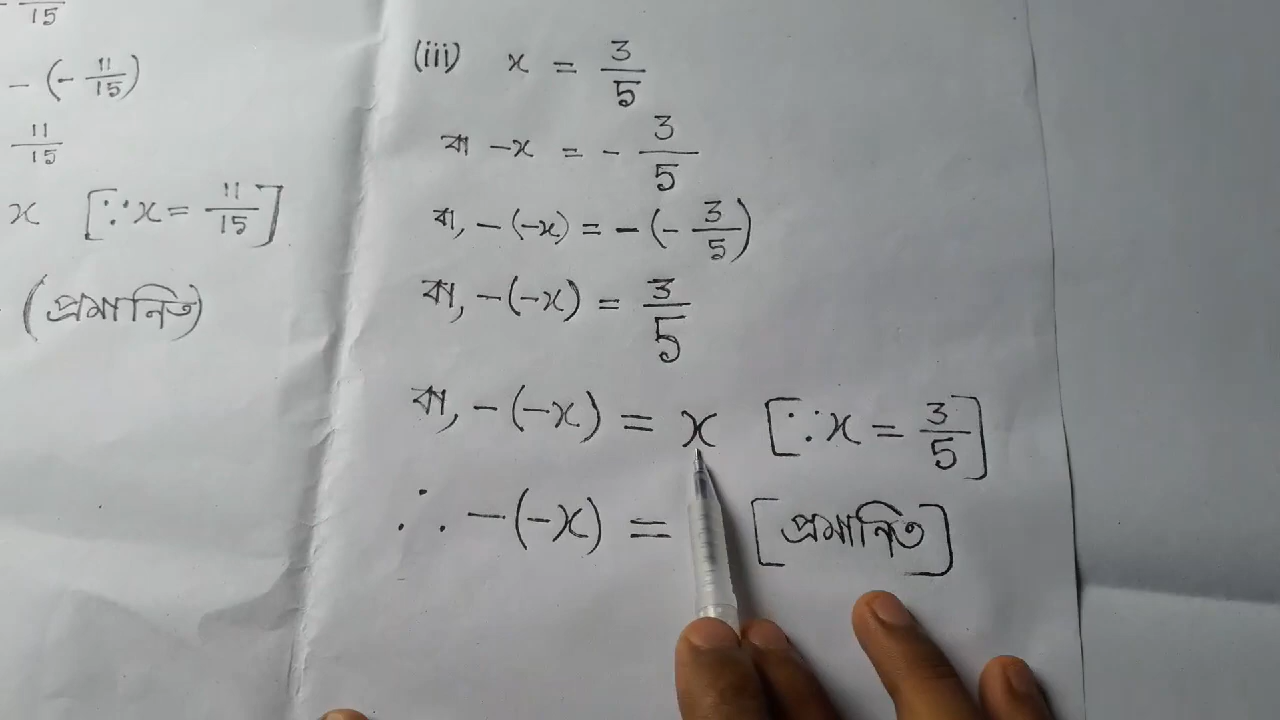 15
- (- 11/15)
11/15
x [∵ x = 11/15]
(প্রমানিত)
(iii) x = 3/5
বা -x = - 3/5
বা, - (-x) = - (- 3/5)
বা, - (-x) = 3/5
বা, - (-x) = x [∵ x = 3/5]
∴ - (-x) = [প্রমানিত]